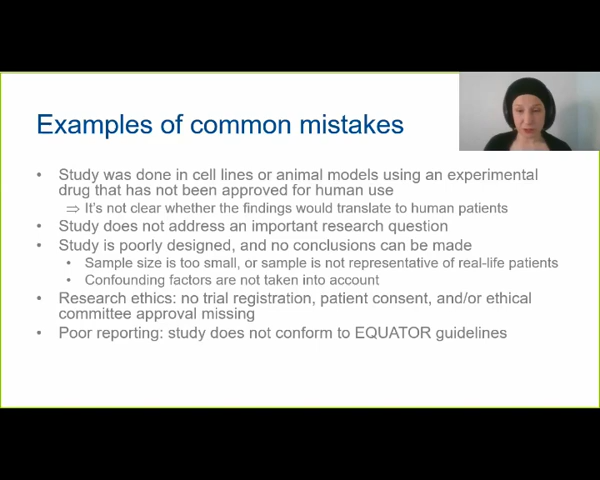 Examples of common mistakes
• Study was done in cell lines or animal models using an experimental
drug that has not been approved for human use
⇒ It's not clear whether the findings would translate to human patients
• Study does not address an important research question
• Study is poorly designed, and no conclusions can be made
• Sample size is too small, or sample is not representative of real-life patients
• Confounding factors are not taken into account
• Research ethics: no trial registration, patient consent, and/or ethical
committee approval missing
• Poor reporting: study does not conform to EQUATOR guidelines